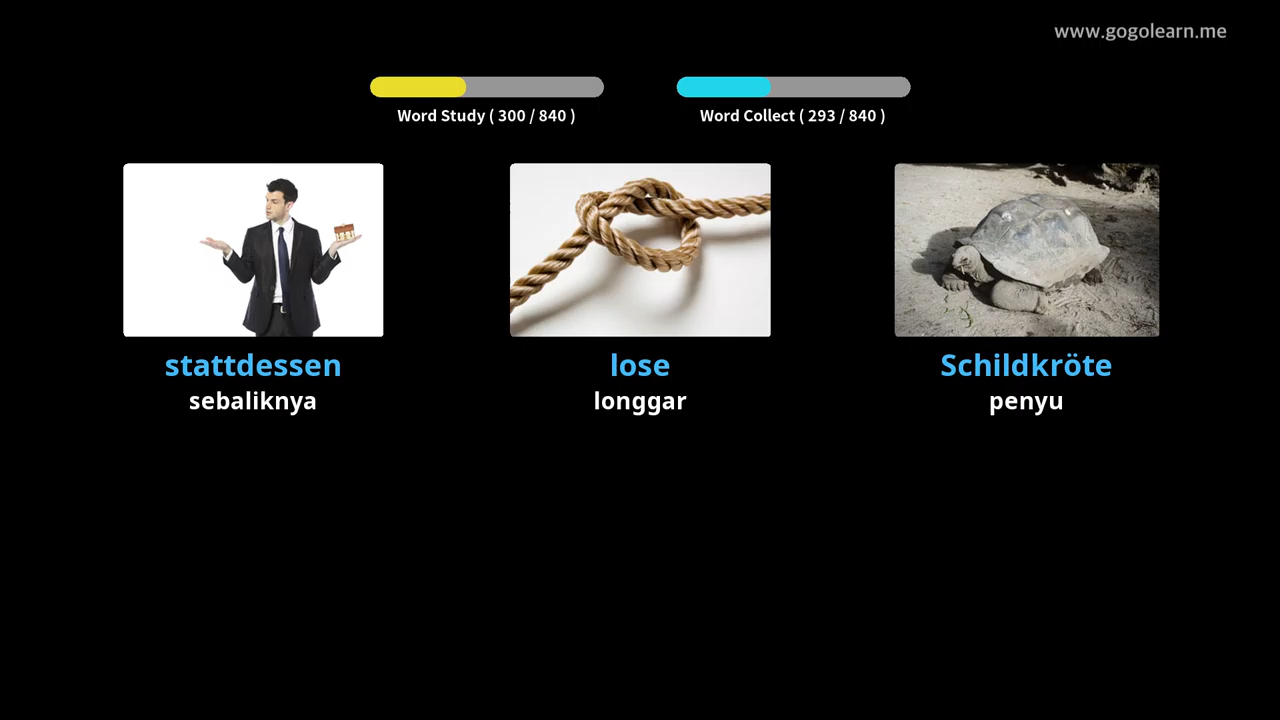 www.gogolearn.me
Word Study ( 300 / 840 )
Word Collect ( 293 / 840 )
stattdessen
sebaliknya
lose
longgar
Schildkröte
penyu